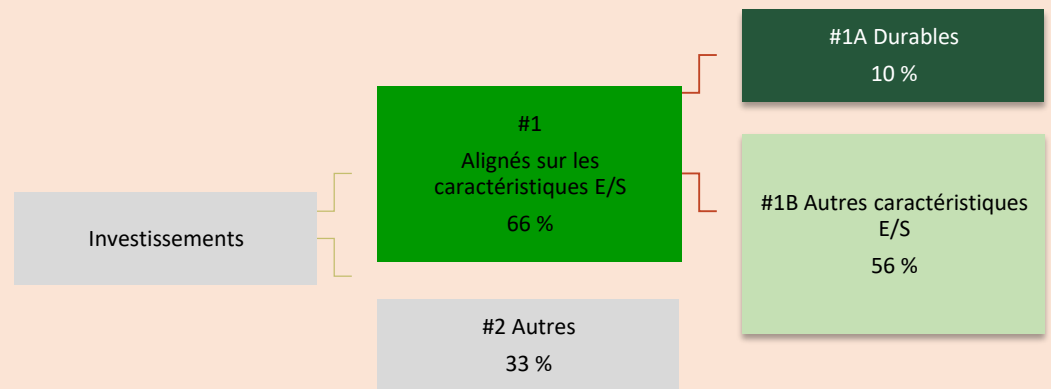 Investissements
#1
Alignés sur les
caractéristiques E/S
66 %
#2 Autres
33 %
#1A Durables
10 %
#1B Autres caractéristiques
E/S
56 %